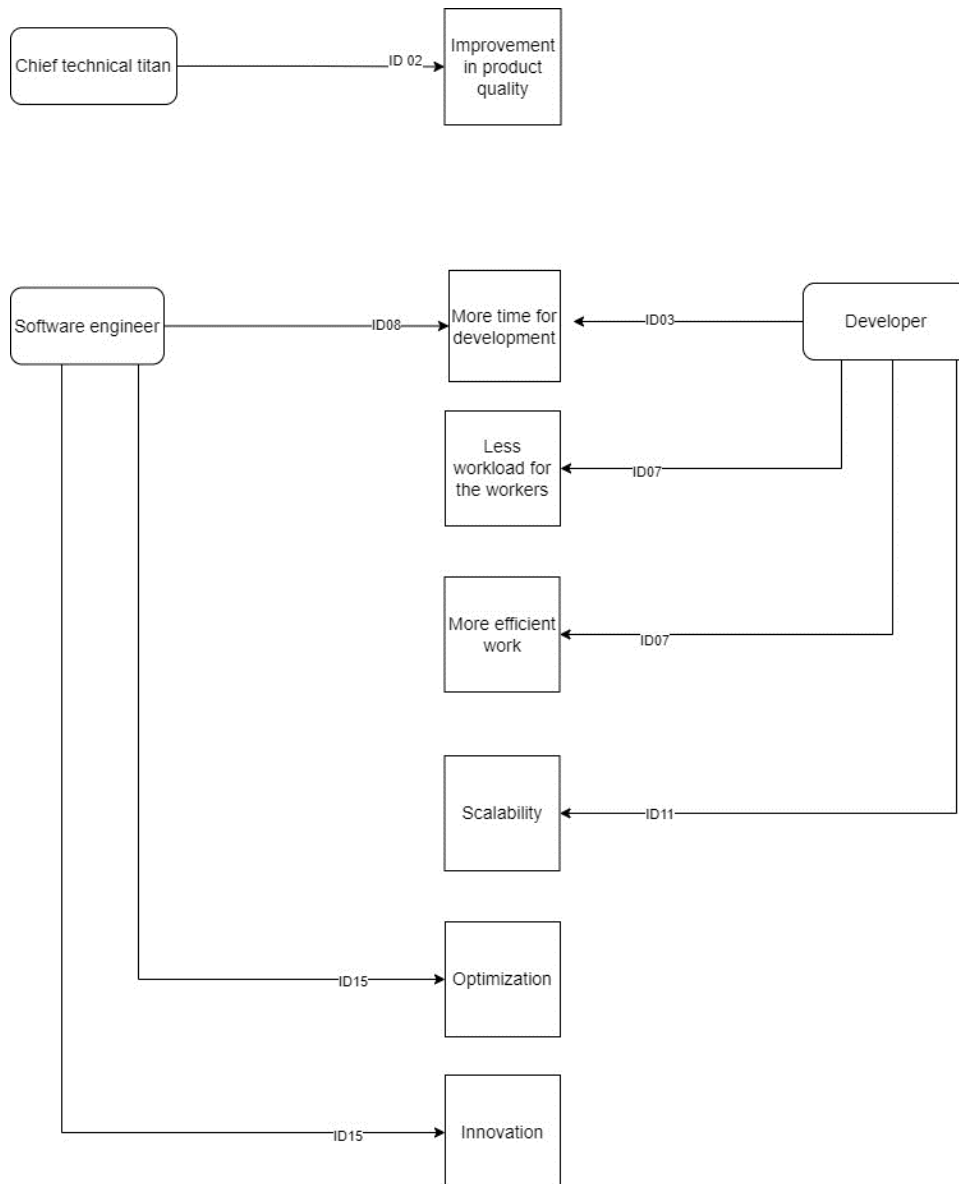 Chief technical titan
ID 02
Improvement
in product
quality
Software engineer
ID08
More time for
development
ID03
Developer
Less
workload for
the workers
ID07
More efficient
work
ID07
Scalability
ID11
ID15
Optimization
ID15
Innovation